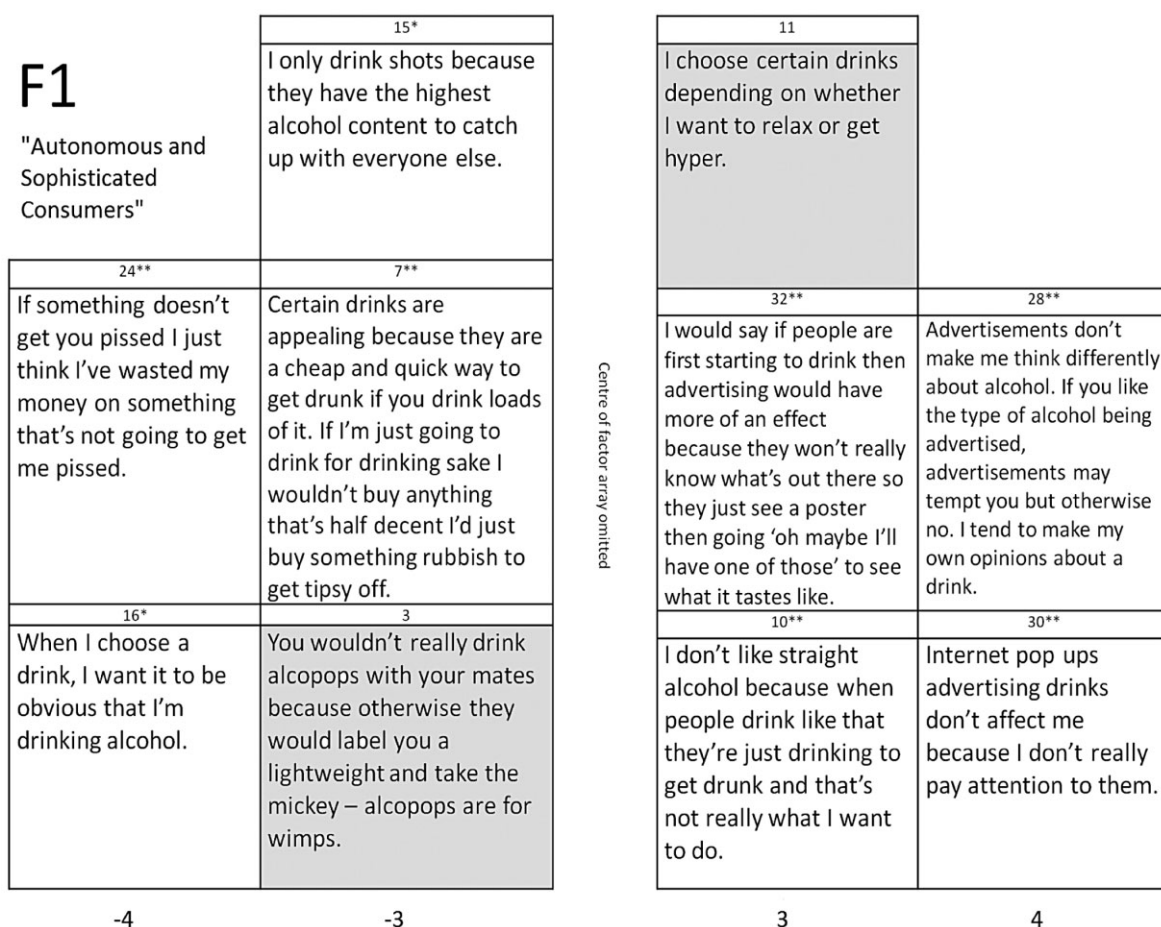 F1
"Autonomous and
Sophisticated
Consumers"
15*
I only drink shots because
they have the highest
alcohol content to catch
up with everyone else.
24**
If something doesn’t
get you pissed I just
think I’ve wasted my
money on something
that’s not going to get
me pissed.
7**
Certain drinks are
appealing because they are
a cheap and quick way to
get drunk if you drink loads
of it. If I’m just going to
drink for drinking sake I
wouldn’t buy anything
that’s half decent I’d just
buy something rubbish to
get tipsy off.
16*
When I choose a
drink, I want it to be
obvious that I’m
drinking alcohol.
3
You wouldn’t really drink
alcopops with your mates
because otherwise they
would label you a
lightweight and take the
mickey – alcopops are for
wimps.
-4
-3
Centre of factor array omitted
11
I choose certain drinks
depending on whether
I want to relax or get
hyper.
32**
I would say if people are
first starting to drink then
advertising would have
more of an effect
because they won’t really
know what’s out there so
they just see a poster
then going ‘oh maybe I’ll
have one of those’ to see
what it tastes like.
28**
Advertisements don’t
make me think differently
about alcohol. If you like
the type of alcohol being
advertised,
advertisements may
tempt you but otherwise
no. I tend to make my
own opinions about a
drink.
10**
I don’t like straight
alcohol because when
people drink like that
they’re just drinking to
get drunk and that’s
not really what I want
to do.
30**
Internet pop ups
advertising drinks
don’t affect me
because I don’t really
pay attention to them.
3
4